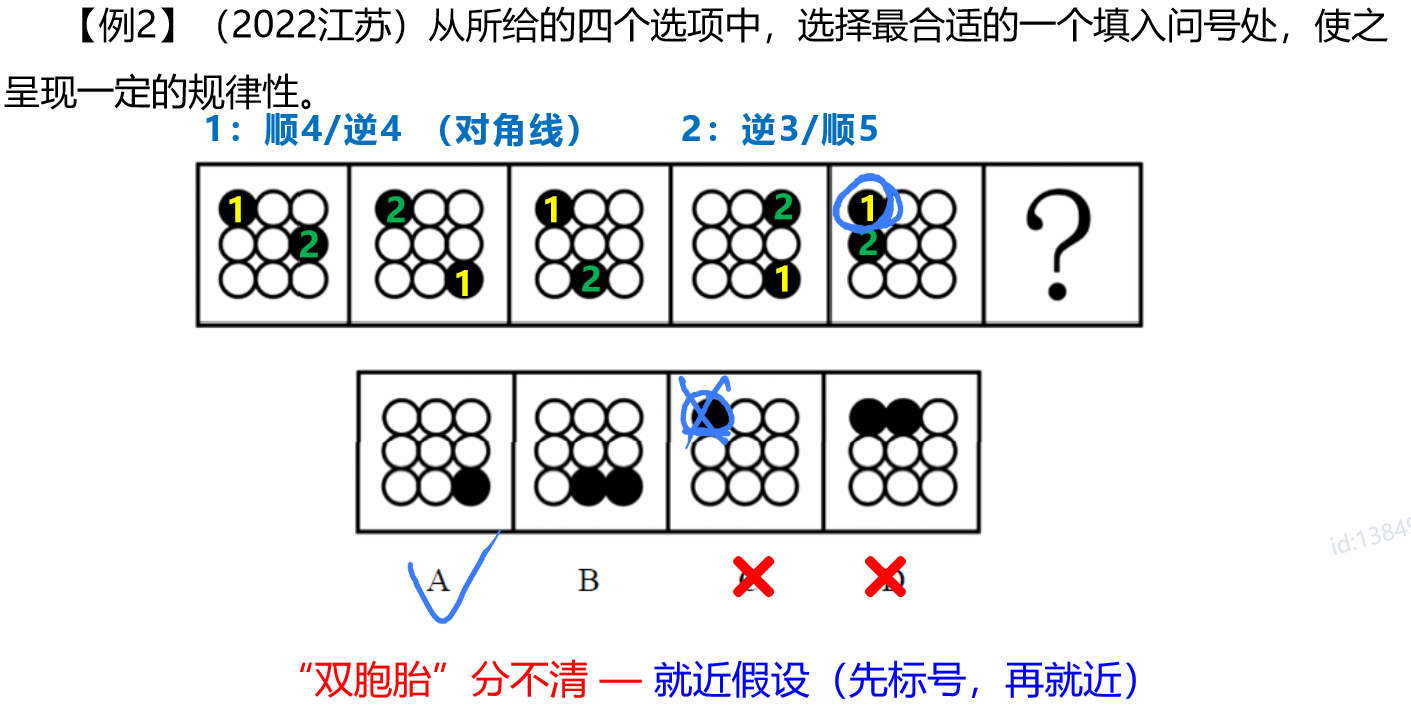 【例2】（2022江苏）从所给的四个选项中，选择最合适的一个填入问号处，使之
呈现一定的规律性。
1：顺4/逆4 （对角线） 2：逆3/顺5
1 2 1 2 1
2 2 1 2
1 2 1
?
A B C D
“双胞胎”分不清 — 就近假设（先标号，再就近）
id:13849